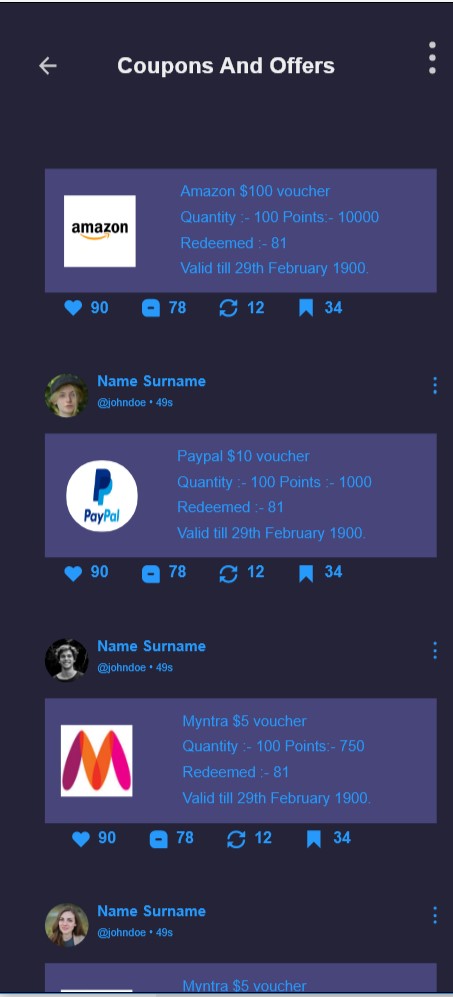 Coupons And Offers
amazon
Amazon $100 voucher
Quantity :- 100 Points:- 10000
Redeemed :- 81
Valid till 29th February 1900.
90 78 12 34
Name Surname
@johndoe • 49s
PayPal
Paypal $10 voucher
Quantity :- 100 Points :- 1000
Redeemed :- 81
Valid till 29th February 1900.
90 78 12 34
Name Surname
@johndoe • 49s
Myntra $5 voucher
Quantity :- 100 Points:- 750
Redeemed :- 81
Valid till 29th February 1900.
90 78 12 34
Name Surname
@johndoe • 49s
Myntra $5 voucher